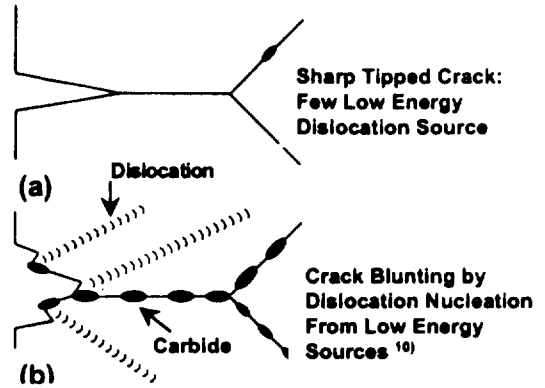 Sharp Tipped Crack:
Few Low Energy
Dislocation Source
Dislocation
(a)
Crack Blunting by
Dislocation Nucleation
From Low Energy
Sources 10)
Carbide
(b)